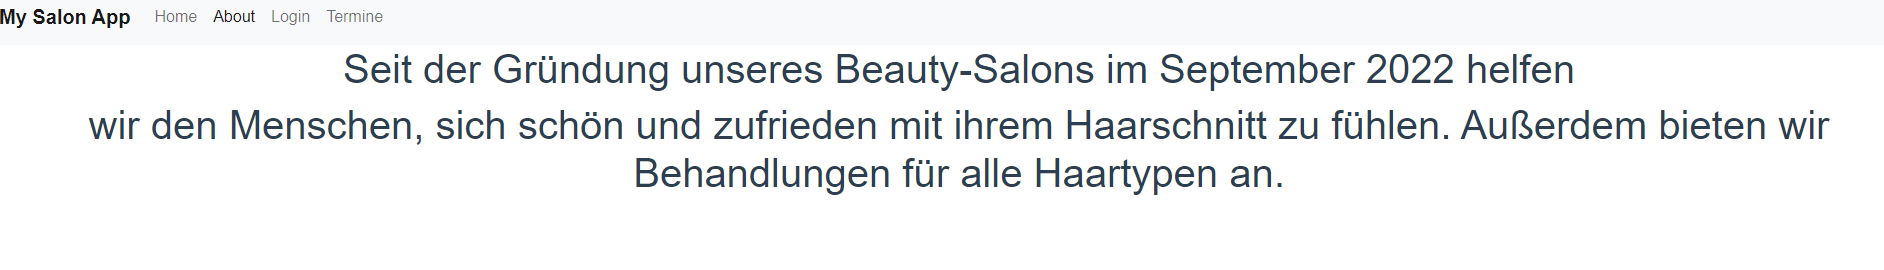 My Salon App Home About Login Termine
Seit der Gründung unseres Beauty-Salons im September 2022 helfen
wir den Menschen, sich schön und zufrieden mit ihrem Haarschnitt zu fühlen. Außerdem bieten wir
Behandlungen für alle Haartypen an.